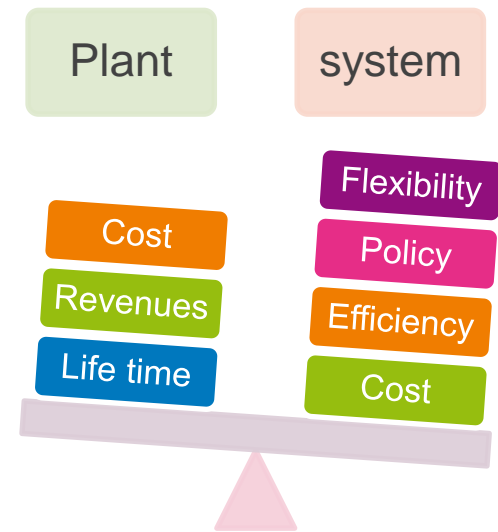 Plant
system
Cost
Revenues
Life time
Flexibility
Policy
Efficiency
Cost